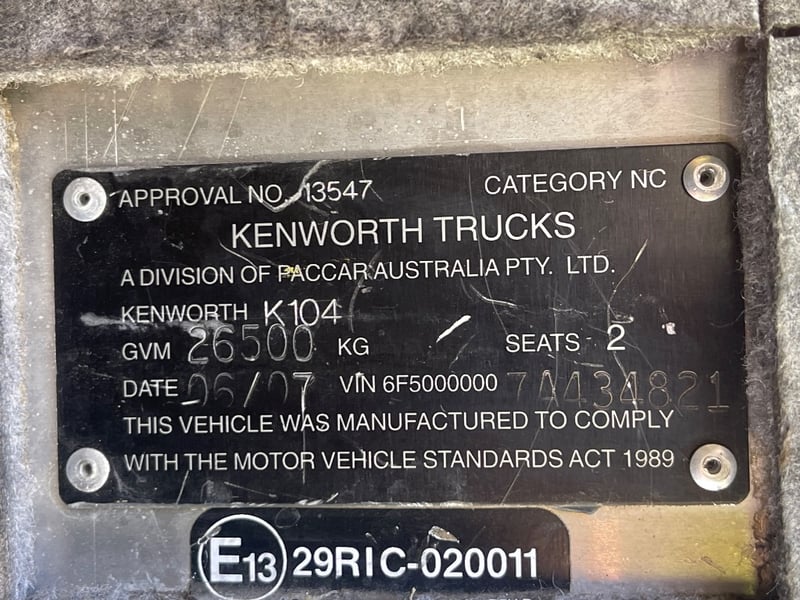 APPROVAL NO. 13547 CATEGORY NC
KENWORTH TRUCKS
A DIVISION OF PACCAR AUSTRALIA PTY. LTD.
KENWORTH K104
GVM 26500 KG SEATS 2
DATE 06/07 VIN 6F5000000 7A434821
THIS VEHICLE WAS MANUFACTURED TO COMPLY
WITH THE MOTOR VEHICLE STANDARDS ACT 1989
E13 29RIC-020011